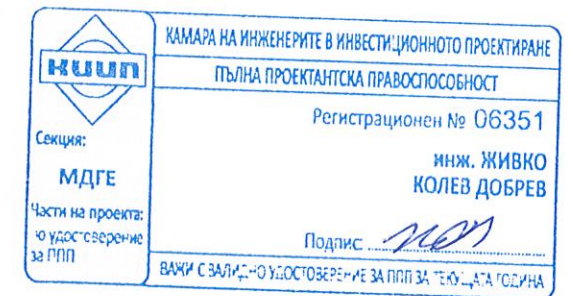 КАМАРА НА ИНЖЕНЕРИТЕ В ИНВЕСТИЦИОННОТО ПРОЕКТИРАНЕ
КИИП
ПЪЛНА ПРОЕКТАНТСКА ПРАВОСПОСОБНОСТ
Регистрационен № 06351
Секция:
МДГЕ
инж. ЖИВКО
КОЛЕВ ДОБРЕВ
Части на проекта:
ю удостоверение
за ППП
Подпис
ВАЖИ С ВАЛИДНО УДОСТОВЕРЕНИЕ ЗА ППП ЗА ТЕКУЩАТА ГОДИНА